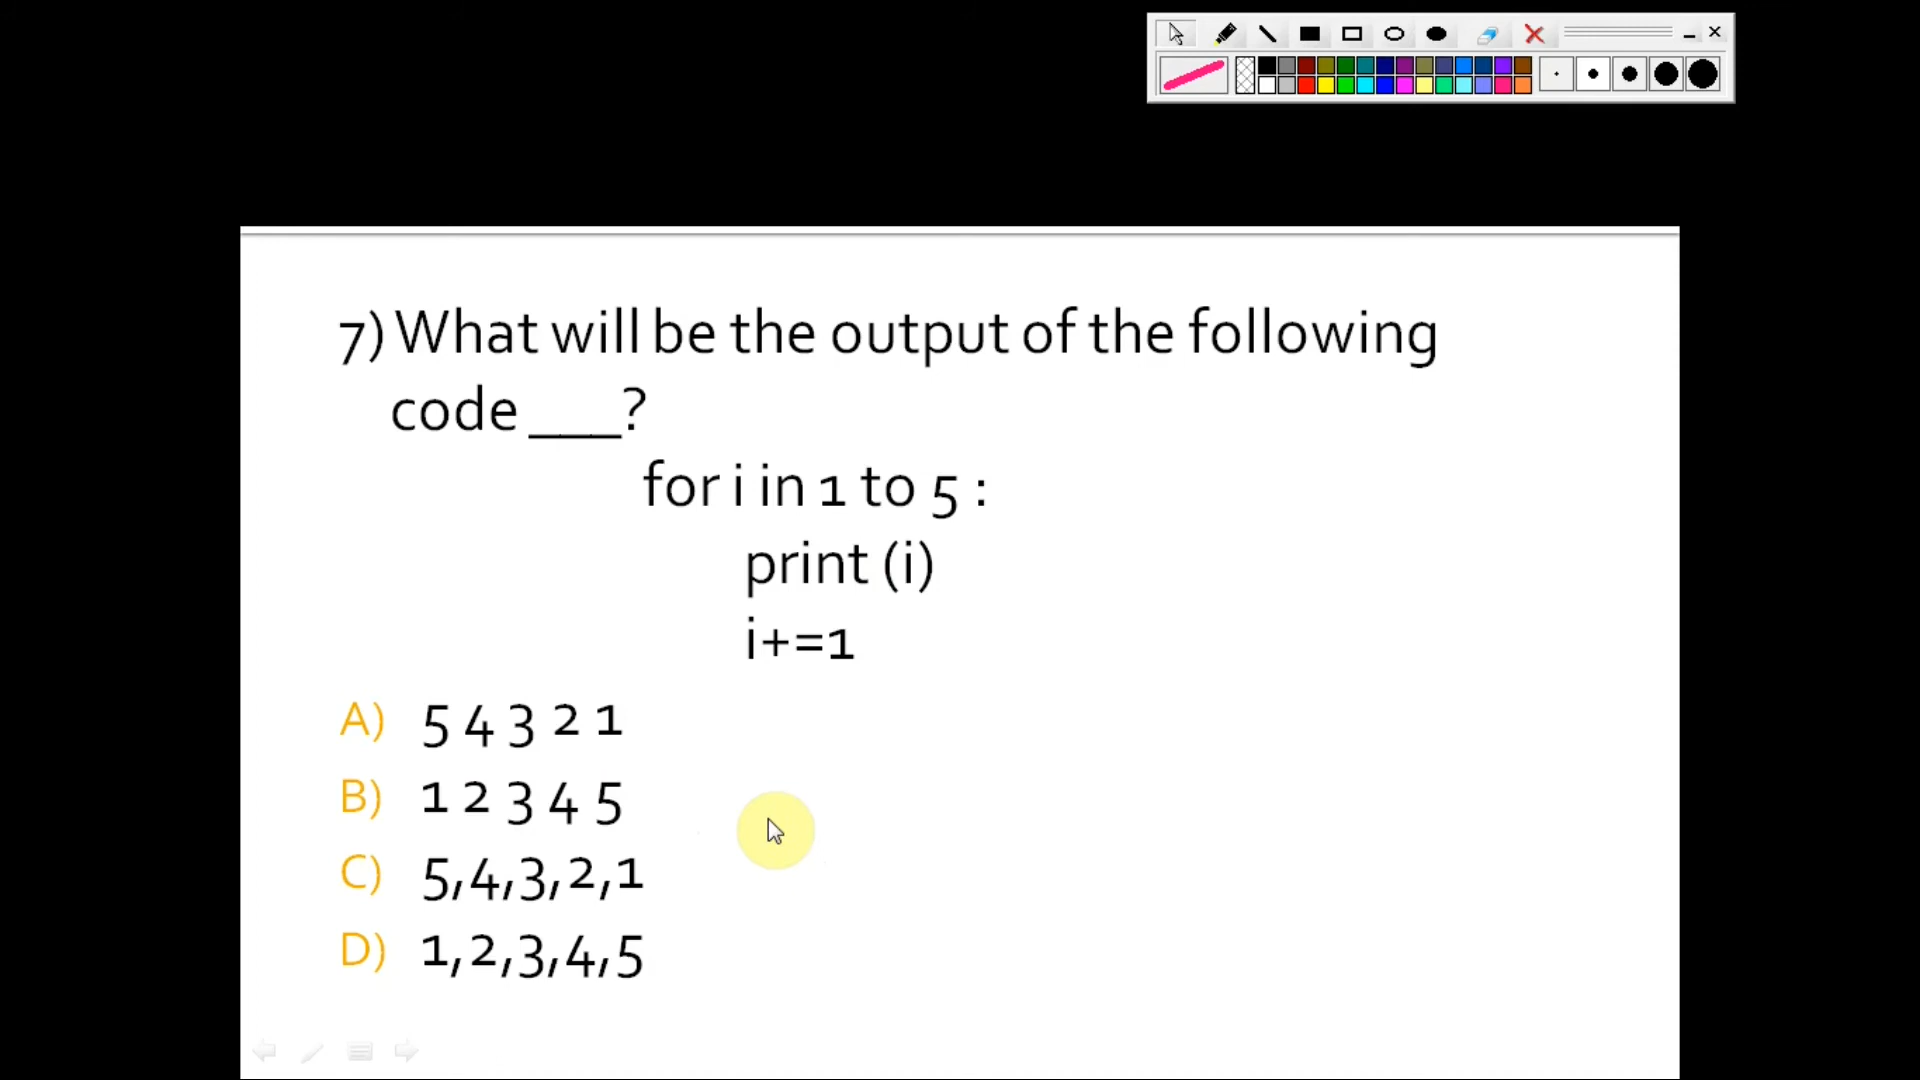 7) What will be the output of the following
code ___?
for i in 1 to 5 :
print (i)
i+=1
A) 5 4 3 2 1
B) 1 2 3 4 5
C) 5,4,3,2,1
D) 1,2,3,4,5